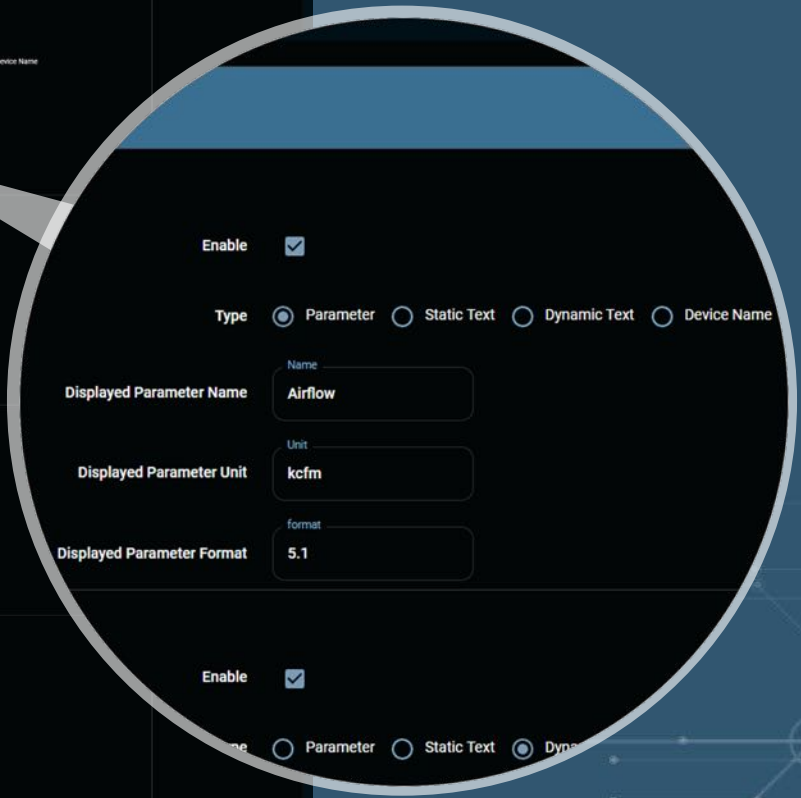 Device Name
Enable
Type Parameter Static Text Dynamic Text Device Name
Name
Displayed Parameter Name Airflow
Unit
Displayed Parameter Unit kcfm
format
Displayed Parameter Format 5.1
Enable
Parameter Static Text